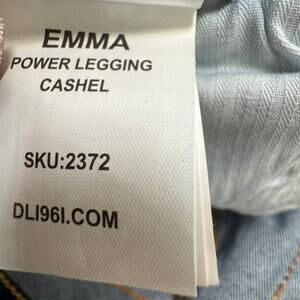 EMMA
POWER LEGGING
CASHEL
SKU:2372
DLI96I.COM